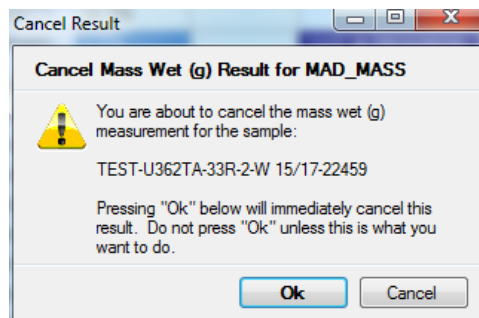 Cancel Result
Cancel Mass Wet (g) Result for MAD_MASS
You are about to cancel the mass wet (g)
measurement for the sample:
TEST-U362TA-33R-2-W 15/17-22459
Pressing "Ok" below will immediately cancel this
result. Do not press "Ok" unless this is what you
want to do.
Ok
Cancel